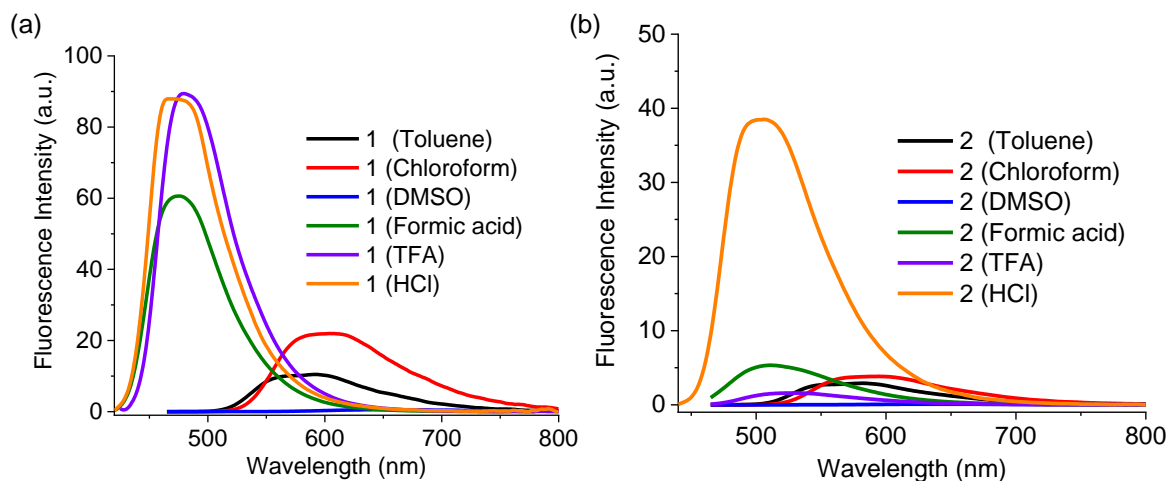 (a)
100
80
60
40
20
0
Fluorescence Intensity (a.u.)
1 (Toluene)
1 (Chloroform)
1 (DMSO)
1 (Formic acid)
1 (TFA)
1 (HCl)
500 600 700 800
Wavelength (nm)
(b)
50
40
30
20
10
0
Fluorescence Intensity (a.u.)
2 (Toluene)
2 (Chloroform)
2 (DMSO)
2 (Formic acid)
2 (TFA)
2 (HCl)
500 600 700 800
Wavelength (nm)